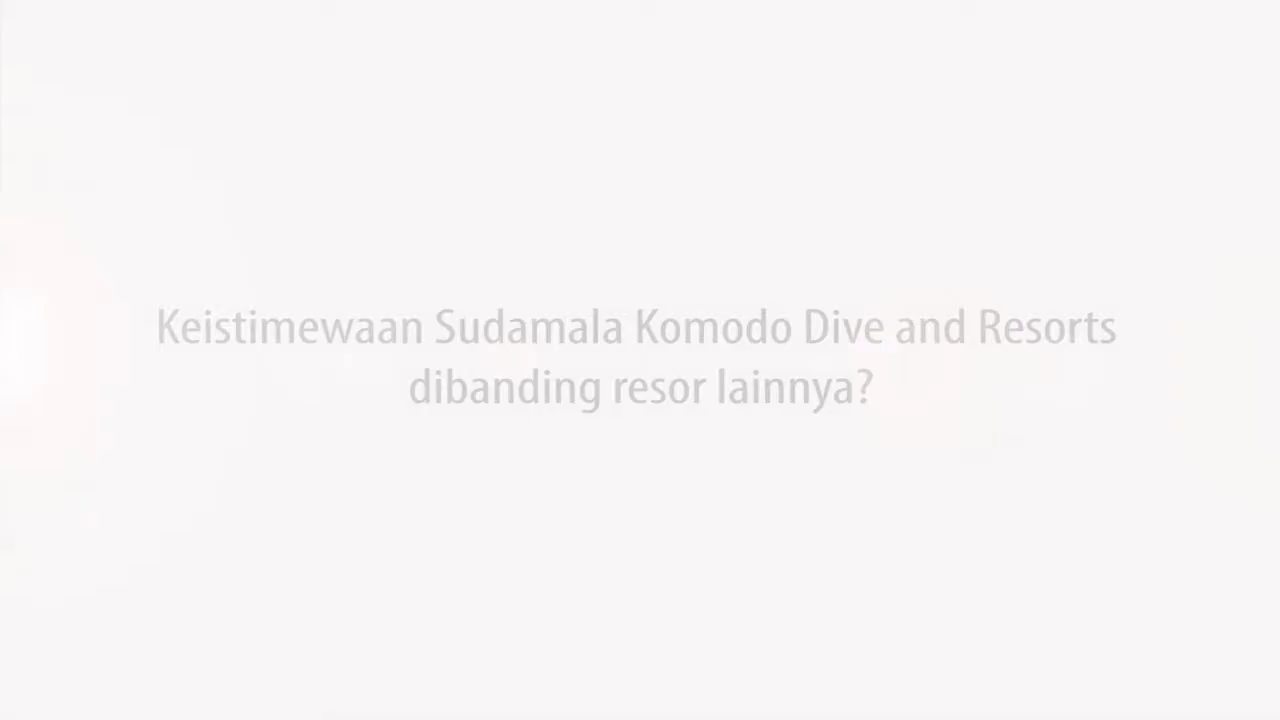 Keistimewaan Sudamala Komodo Dive and Resorts
dibanding resor lainnya?